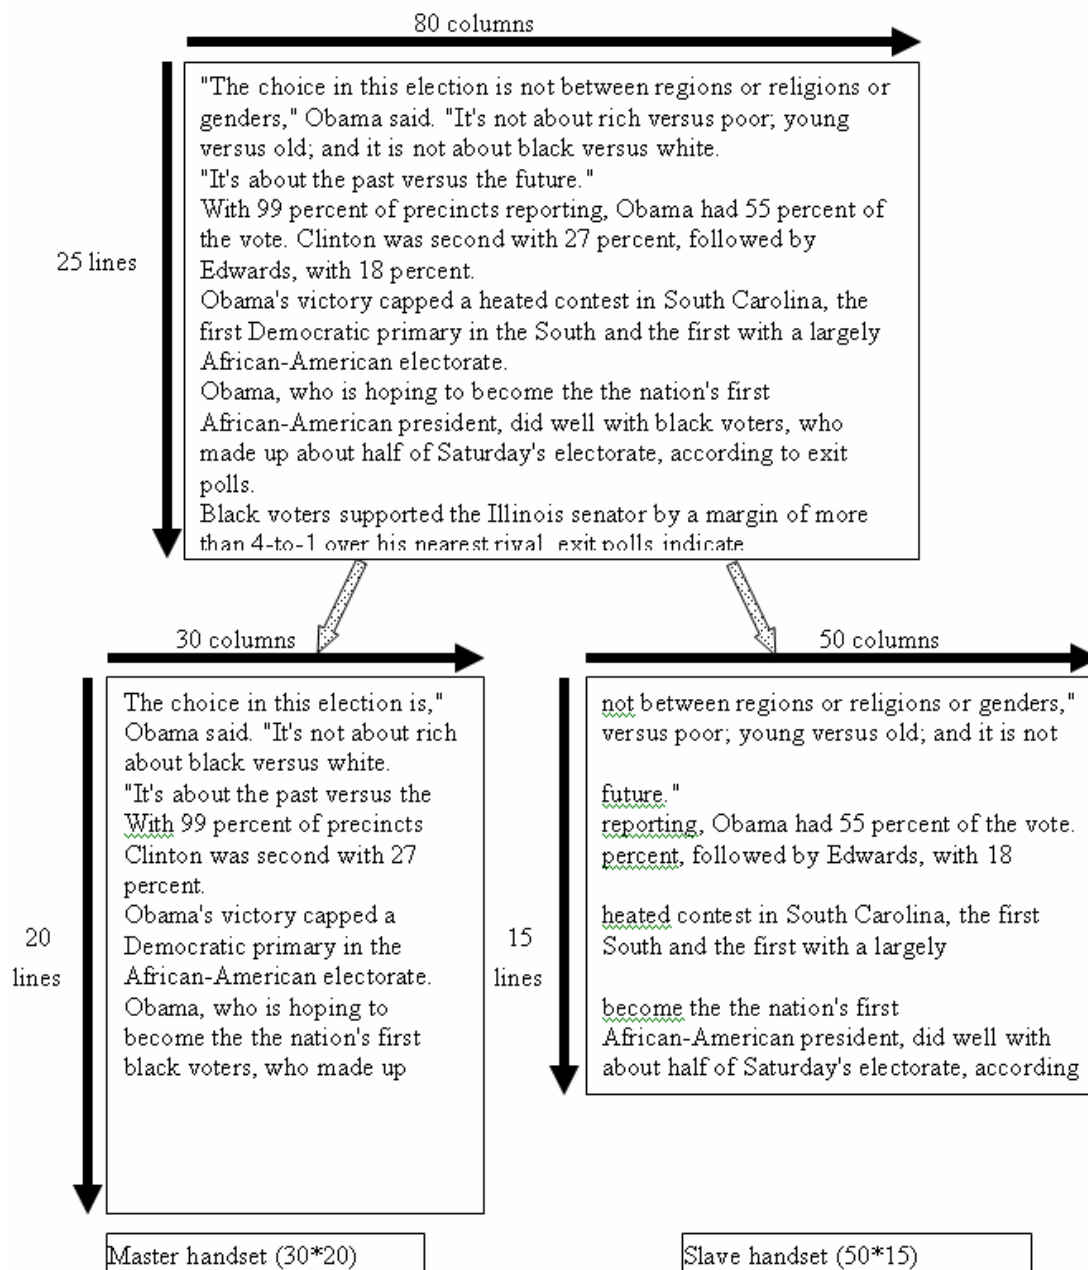 80 columns
25 lines
"The choice in this election is not between regions or religions or
genders," Obama said. "It's not about rich versus poor; young
versus old; and it is not about black versus white.
"It's about the past versus the future."
With 99 percent of precincts reporting, Obama had 55 percent of
the vote. Clinton was second with 27 percent, followed by
Edwards, with 18 percent.
Obama's victory capped a heated contest in South Carolina, the
first Democratic primary in the South and the first with a largely
African-American electorate.
Obama, who is hoping to become the the nation's first
African-American president, did well with black voters, who
made up about half of Saturday's electorate, according to exit
polls.
Black voters supported the Illinois senator by a margin of more
than 4-to-1 over his nearest rival, exit polls indicate
30 columns
20
lines
The choice in this election is,"
Obama said. "It's not about rich
about black versus white.
"It's about the past versus the
With 99 percent of precincts
Clinton was second with 27
percent.
Obama's victory capped a
Democratic primary in the
African-American electorate.
Obama, who is hoping to
become the the nation's first
black voters, who made up
Master handset (30*20)
50 columns
15
lines
not between regions or religions or genders,"
versus poor; young versus old; and it is not
future."
reporting, Obama had 55 percent of the vote.
percent, followed by Edwards, with 18
heated contest in South Carolina, the first
South and the first with a largely
become the the nation's first
African-American president, did well with
about half of Saturday's electorate, according
Slave handset (50*15)